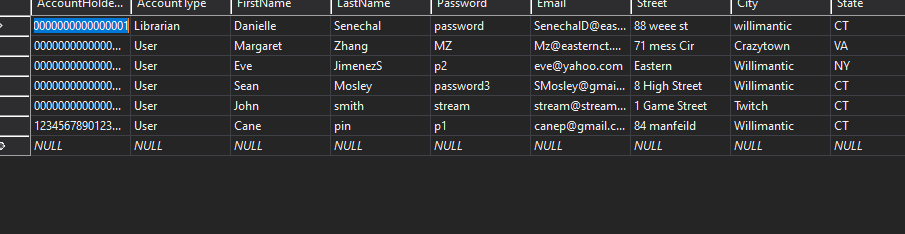 AccountHolde... AccountType FirstName LastName Password Email Street City State
0000000000000001 Librarian Danielle Senechal password SenechalD@eas... 88 weee st willimantic CT
0000000000000... User Margaret Zhang MZ Mz@easternct.... 71 mess Cir Crazytown VA
0000000000000... User Eve JimenezS p2 eve@yahoo.com Eastern Willimantic NY
0000000000000... User Sean Mosley password3 SMosley@gmai... 8 High Street Willimantic CT
0000000000000... User John smith stream stream@stream... 1 Game Street Twitch CT
1234567890123... User Cane pin p1 canep@gmail.c... 84 manfeild Willimantic CT
NULL NULL NULL NULL NULL NULL NULL NULL NULL